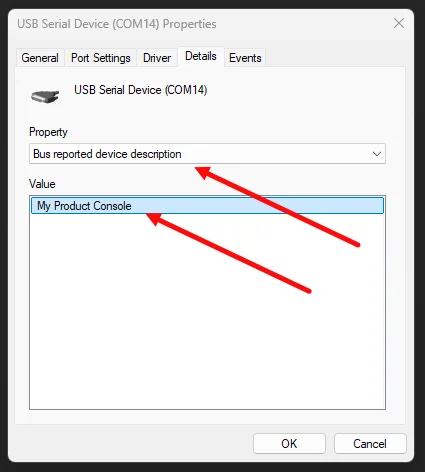 USB Serial Device (COM14) Properties
General Port Settings Driver Details Events
USB Serial Device (COM14)
Property
Bus reported device description
Value
My Product Console
OK Cancel